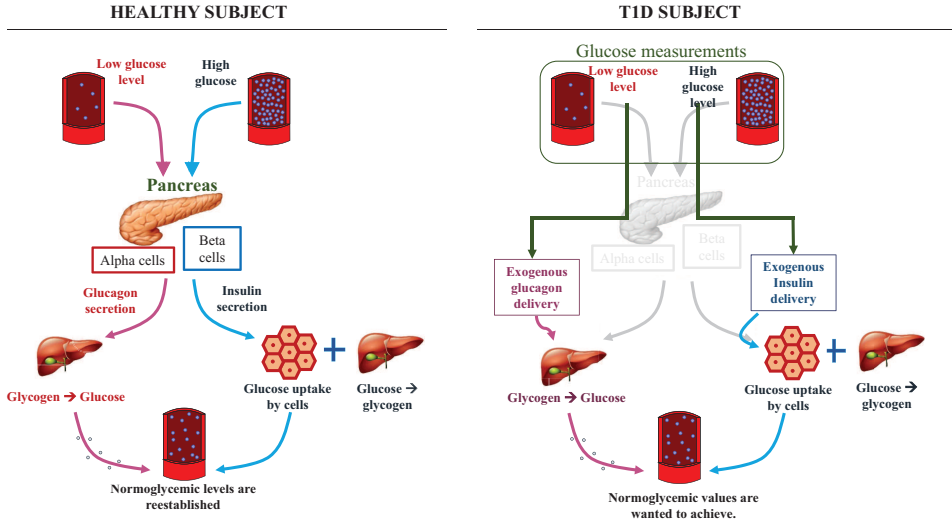 HEALTHY SUBJECT
Low glucose
level
High
glucose
Pancreas
Alpha cells
Beta
cells
Glucagon
secretion
Insulin
secretion
Glycogen → Glucose
Glucose uptake
by cells
Glucose →
glycogen
Normoglycemic levels are
reestablished
T1D SUBJECT
Glucose measurements
Low glucose
level
High
glucose
level
Pancreas
Alpha cells
Beta
cells
Exogenous
glucagon
delivery
Exogenous
Insulin
delivery
Glycogen → Glucose
Glucose uptake
by cells
Glucose →
glycogen
Normoglycemic values are
wanted to achieve.